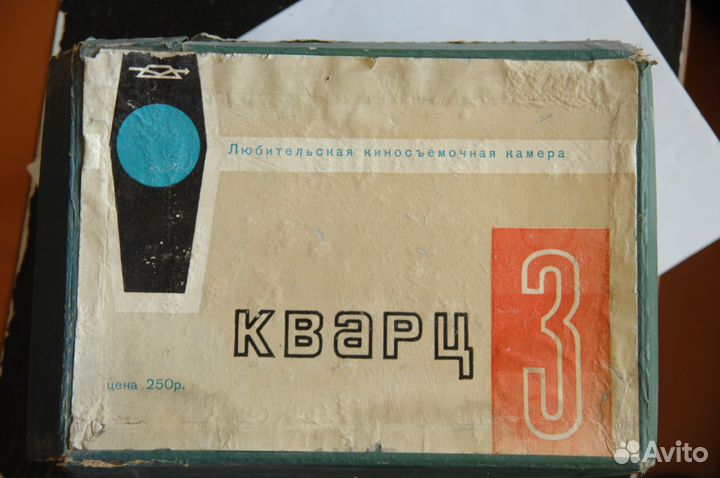 Любительская киносъемочная камера
кварц 3
цена 250р.
Avito